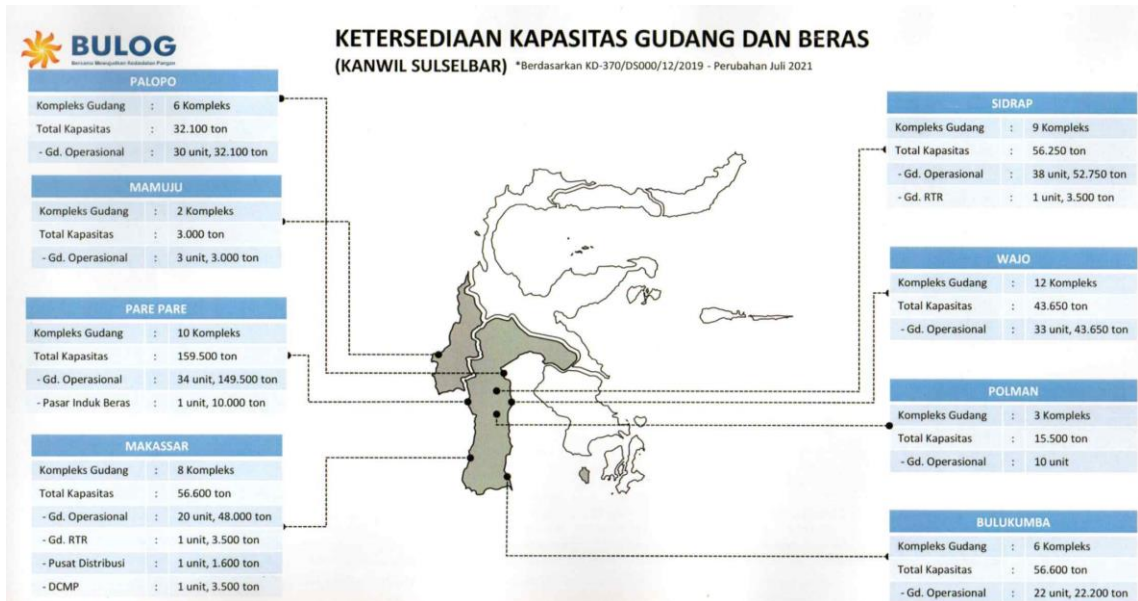 BULOG
Bersama Mewujudkan Kedaulatan Pangan
KETERSEDIAAN KAPASITAS GUDANG DAN BERAS
(KANWIL SULSELBAR) *Berdasarkan KD-370/DS000/12/2019 - Perubahan Juli 2021
PALOPO
Kompleks Gudang : 6 Kompleks
Total Kapasitas : 32.100 ton
- Gd. Operasional : 30 unit, 32.100 ton
MAMUJU
Kompleks Gudang : 2 Kompleks
Total Kapasitas : 3.000 ton
- Gd. Operasional : 3 unit, 3.000 ton
PARE PARE
Kompleks Gudang : 10 Kompleks
Total Kapasitas : 159.500 ton
- Gd. Operasional : 34 unit, 149.500 ton
- Pasar Induk Beras : 1 unit, 10.000 ton
MAKASSAR
Kompleks Gudang : 8 Kompleks
Total Kapasitas : 56.600 ton
- Gd. Operasional : 20 unit, 48.000 ton
- Gd. RTR : 1 unit, 3.500 ton
- Pusat Distribusi : 1 unit, 1.600 ton
- DCMP : 1 unit, 3.500 ton
SIDRAP
Kompleks Gudang : 9 Kompleks
Total Kapasitas : 56.250 ton
- Gd. Operasional : 38 unit, 52.750 ton
- Gd. RTR : 1 unit, 3.500 ton
WAJO
Kompleks Gudang : 12 Kompleks
Total Kapasitas : 43.650 ton
- Gd. Operasional : 33 unit, 43.650 ton
POLMAN
Kompleks Gudang : 3 Kompleks
Total Kapasitas : 15.500 ton
- Gd. Operasional : 10 unit
BULUKUMBA
Kompleks Gudang : 6 Kompleks
Total Kapasitas : 56.600 ton
- Gd. Operasional : 22 unit, 22.200 ton